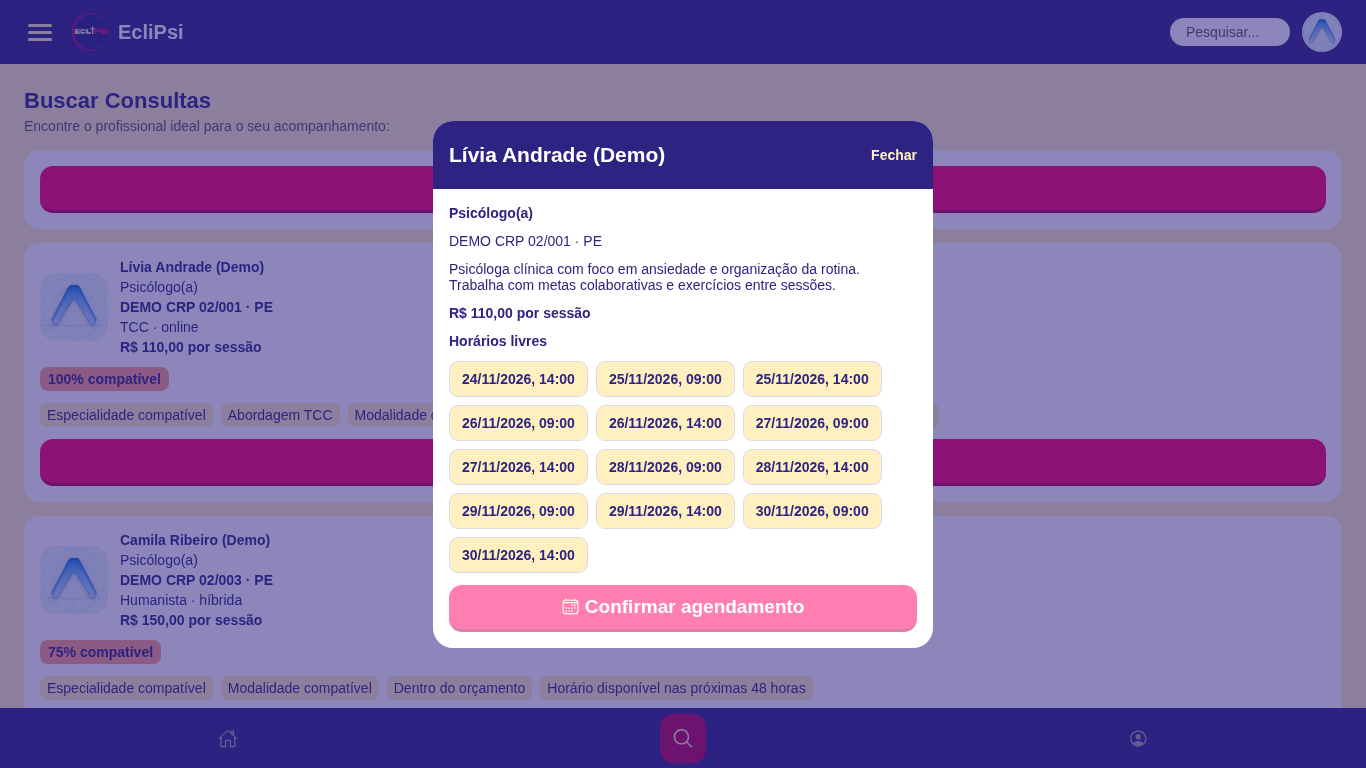 ECLIPSI
EcliPsi
Pesquisar...
Buscar Consultas
Encontre o profissional ideal para o seu acompanhamento:
Lívia Andrade (Demo)
Psicólogo(a)
DEMO CRP 02/001 · PE
TCC · online
R$ 110,00 por sessão
100% compatível
Especialidade compatível
Abordagem TCC
Modalidade
Camila Ribeiro (Demo)
Psicólogo(a)
DEMO CRP 02/003 · PE
Humanista · híbrida
R$ 150,00 por sessão
75% compatível
Especialidade compatível
Modalidade compatível
Dentro do orçamento
Horário disponível nas próximas 48 horas
Lívia Andrade (Demo)
Fechar
Psicólogo(a)
DEMO CRP 02/001 · PE
Psicóloga clínica com foco em ansiedade e organização da rotina.
Trabalha com metas colaborativas e exercícios entre sessões.
R$ 110,00 por sessão
Horários livres
24/11/2026, 14:00
25/11/2026, 09:00
25/11/2026, 14:00
26/11/2026, 09:00
26/11/2026, 14:00
27/11/2026, 09:00
27/11/2026, 14:00
28/11/2026, 09:00
28/11/2026, 14:00
29/11/2026, 09:00
29/11/2026, 14:00
30/11/2026, 09:00
30/11/2026, 14:00
Confirmar agendamento